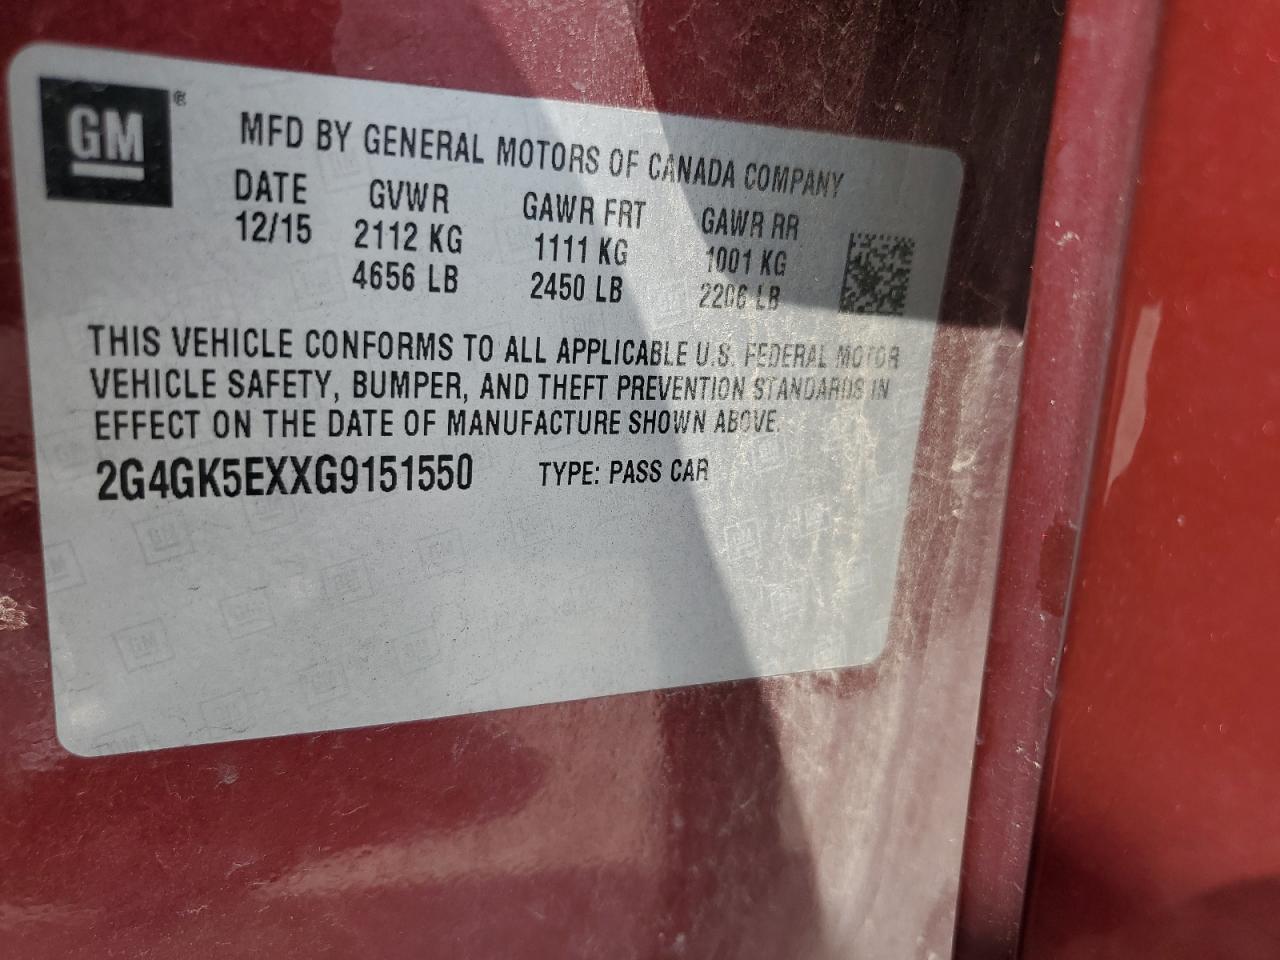 GM®
MFD BY GENERAL MOTORS OF CANADA COMPANY
DATE GVWR GAWR FRT GAWR RR
12/15 2112 KG 1111 KG 1001 KG
4656 LB 2450 LB 2206 LB
THIS VEHICLE CONFORMS TO ALL APPLICABLE U.S. FEDERAL MOTOR
VEHICLE SAFETY, BUMPER, AND THEFT PREVENTION STANDARDS IN
EFFECT ON THE DATE OF MANUFACTURE SHOWN ABOVE.
2G4GK5EXXG9151550 TYPE: PASS CAR